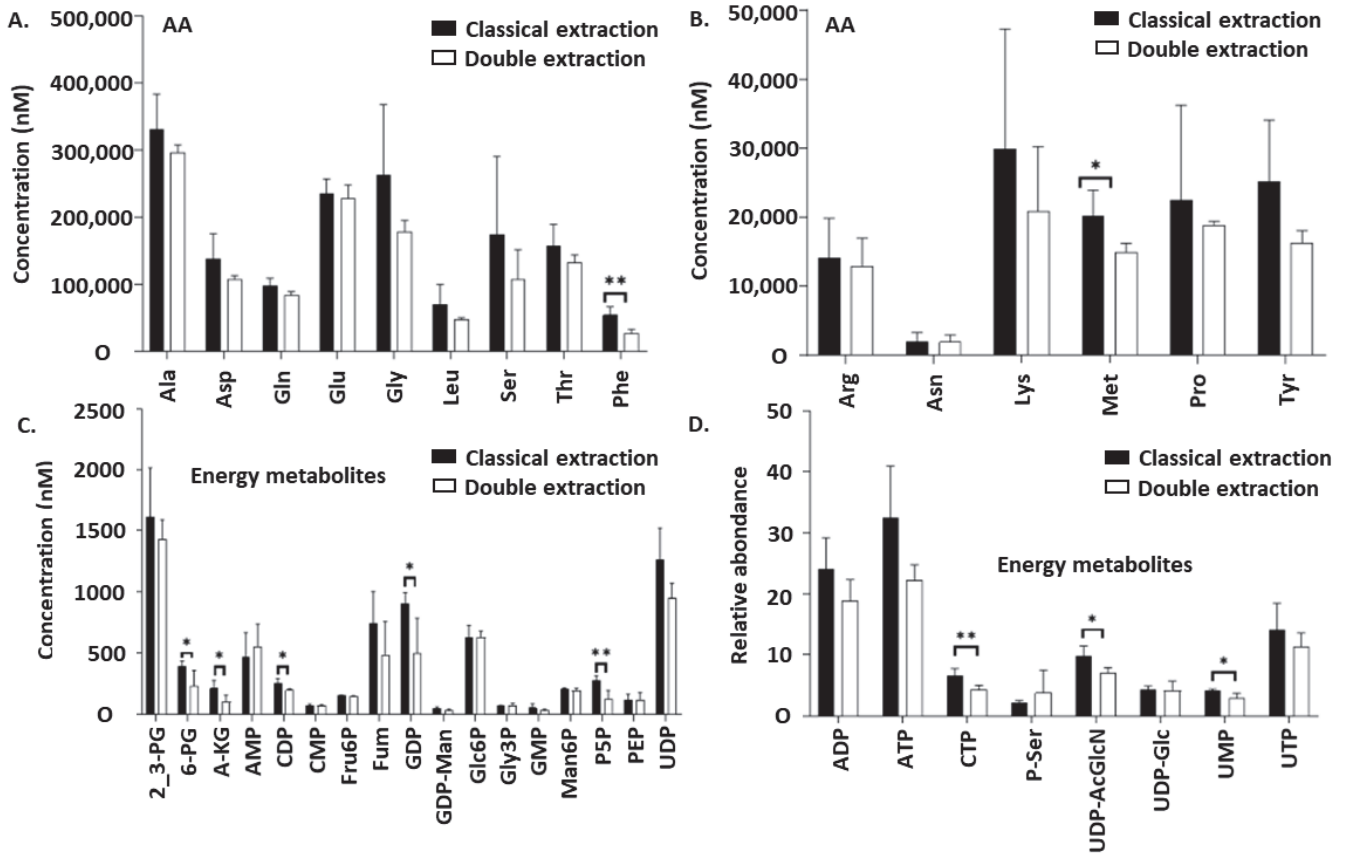 A.
AA
Classical extraction
Double extraction
Concentration (nM)
500,000
400,000
300,000
200,000
100,000
0
**
Ala
Asp
Gln
Glu
Gly
Leu
Ser
Thr
Phe
B.
AA
Classical extraction
Double extraction
Concentration (nM)
50,000
40,000
30,000
20,000
10,000
0
*
Arg
Asn
Lys
Met
Pro
Tyr
C.
Energy metabolites
Classical extraction
Double extraction
Concentration (nM)
2500
2000
1500
1000
500
0
*
*
*
*
**
2_3-PG
6-PG
A-KG
AMP
CDP
CMP
Fru6P
Fum
GDP
GDP-Man
Glc6P
Gly3P
GMP
Man6P
P5P
PEP
UDP
D.
Classical extraction
Double extraction
Energy metabolites
Relative abondance
50
40
30
20
10
0
**
*
*
ADP
ATP
CTP
P-Ser
UDP-AcGlcN
UDP-Glc
UMP
UTP